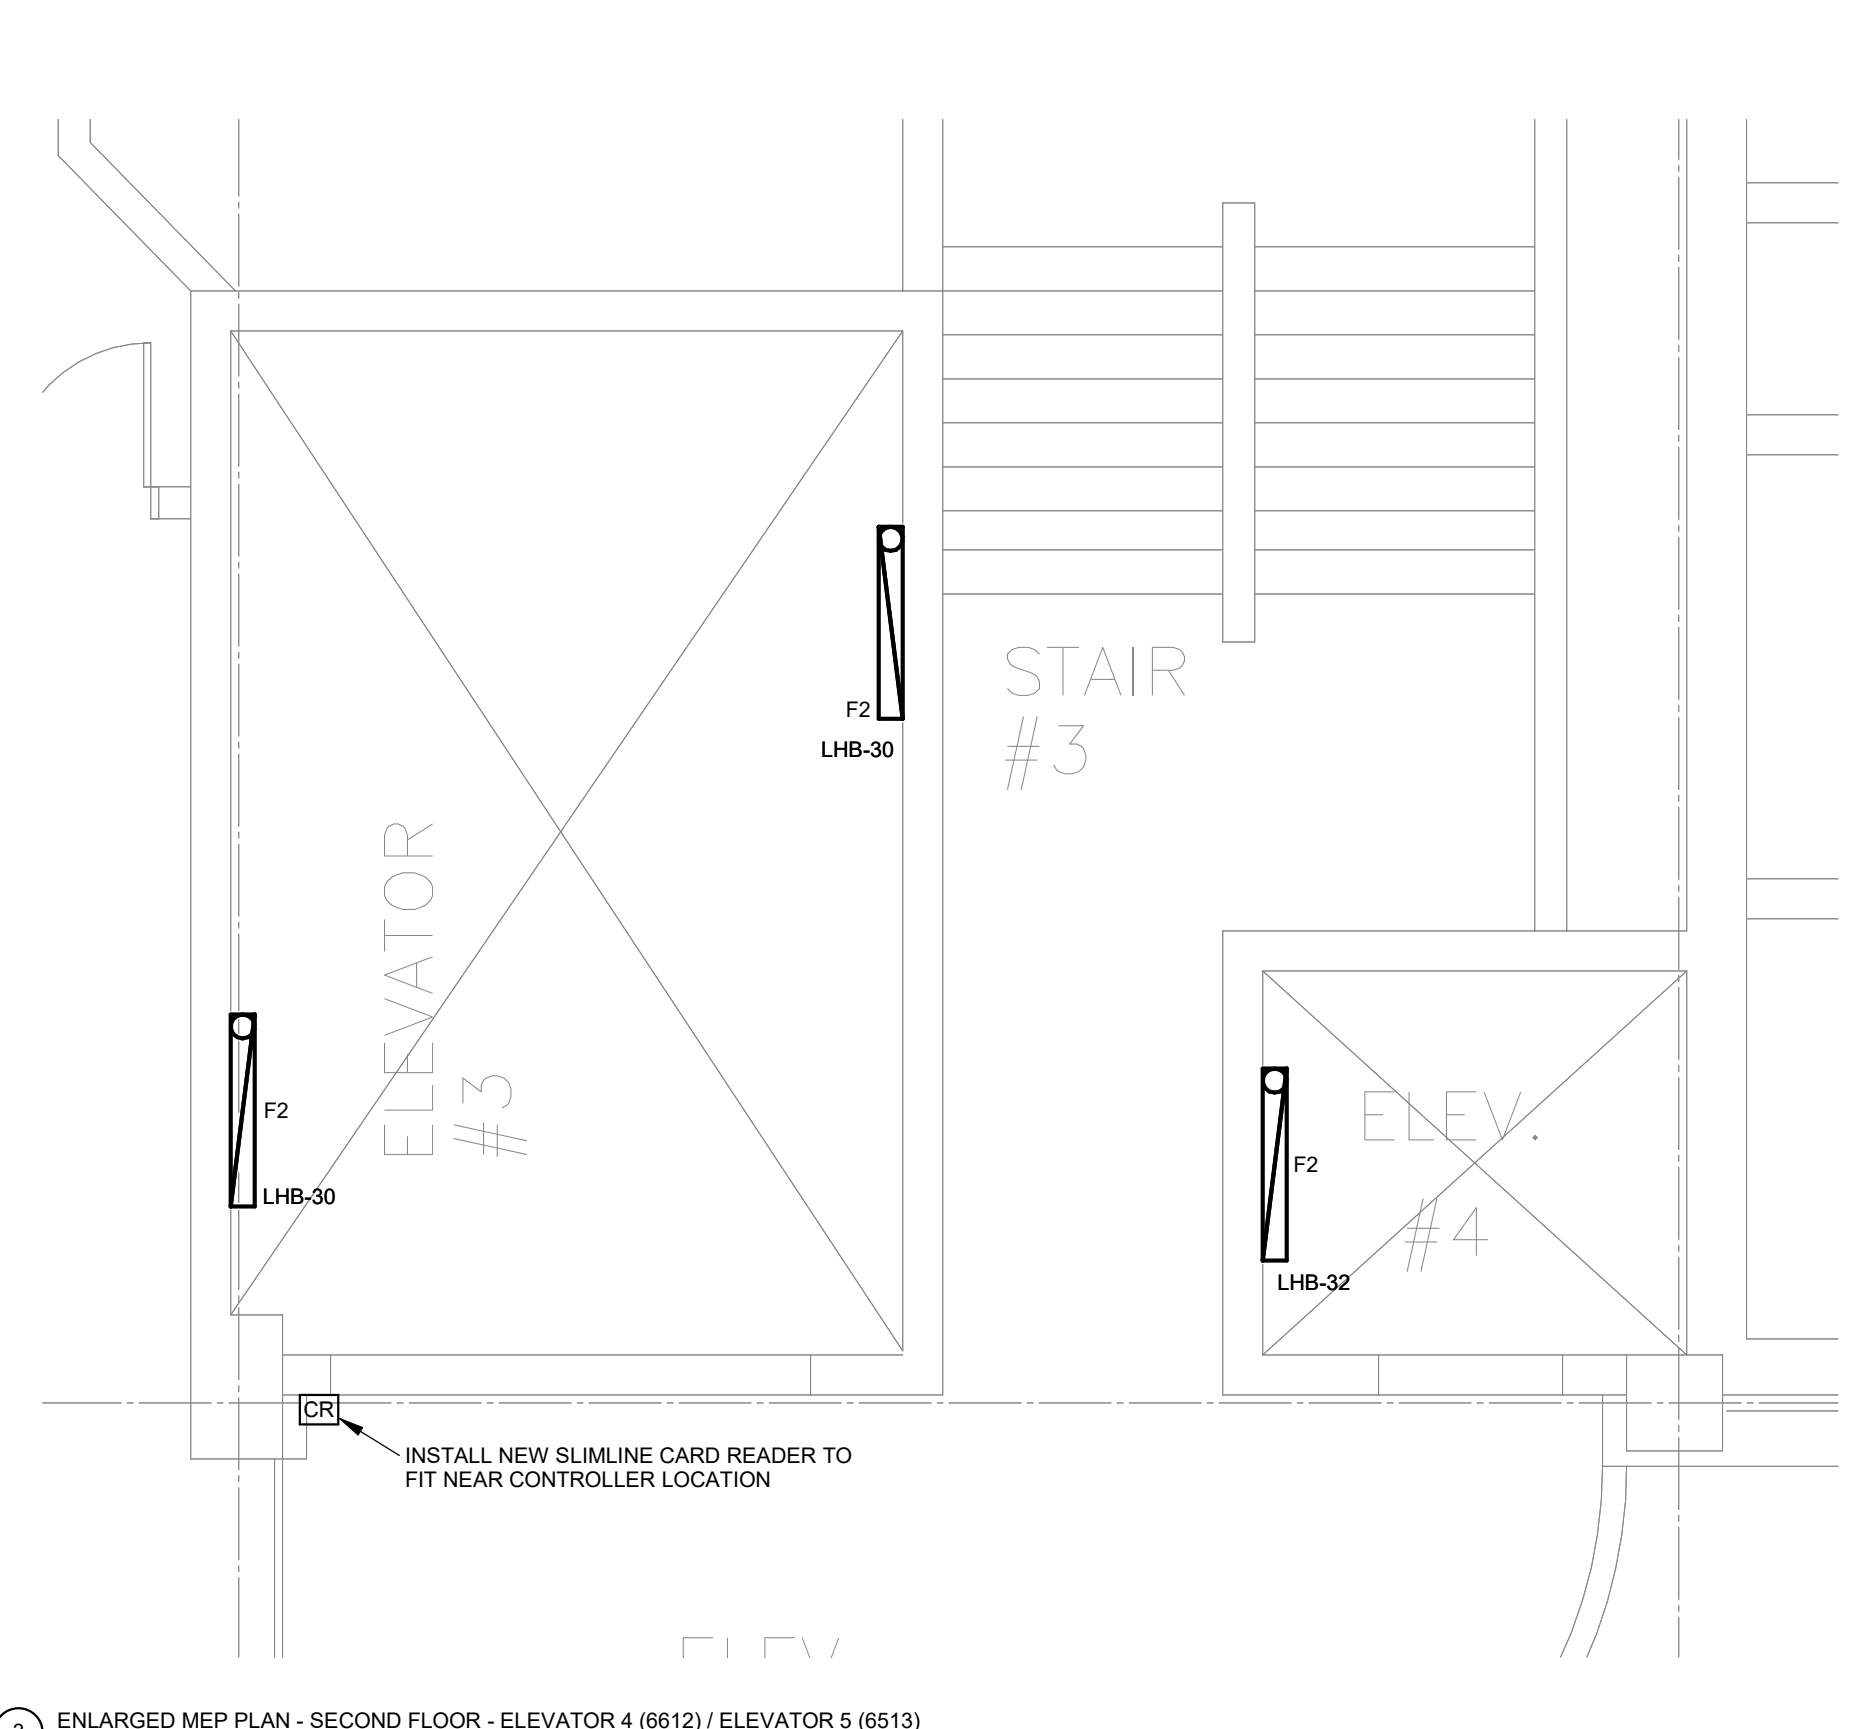 STAIR
#3
F2
LHB-30
ELEVATOR
#3
F2
LHB-30
ELEV.
#4
F2
LHB-32
CR
INSTALL NEW SLIMLINE CARD READER TO
FIT NEAR CONTROLLER LOCATION
ENLARGED MEP PLAN - SECOND FLOOR - ELEVATOR 4 (6612) / ELEVATOR 5 (6513)